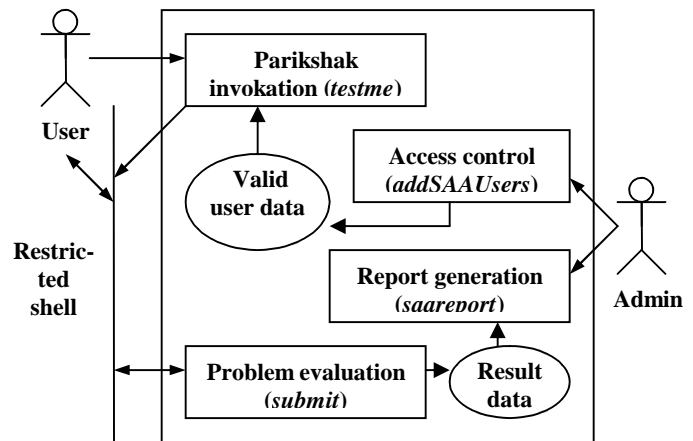 Parikshak
invokation (testme)
User
Access control
(addSAAUsers)
Valid
user data
Restric-
ted
shell
Report generation
(saareport)
Admin
Problem evaluation
(submit)
Result
data